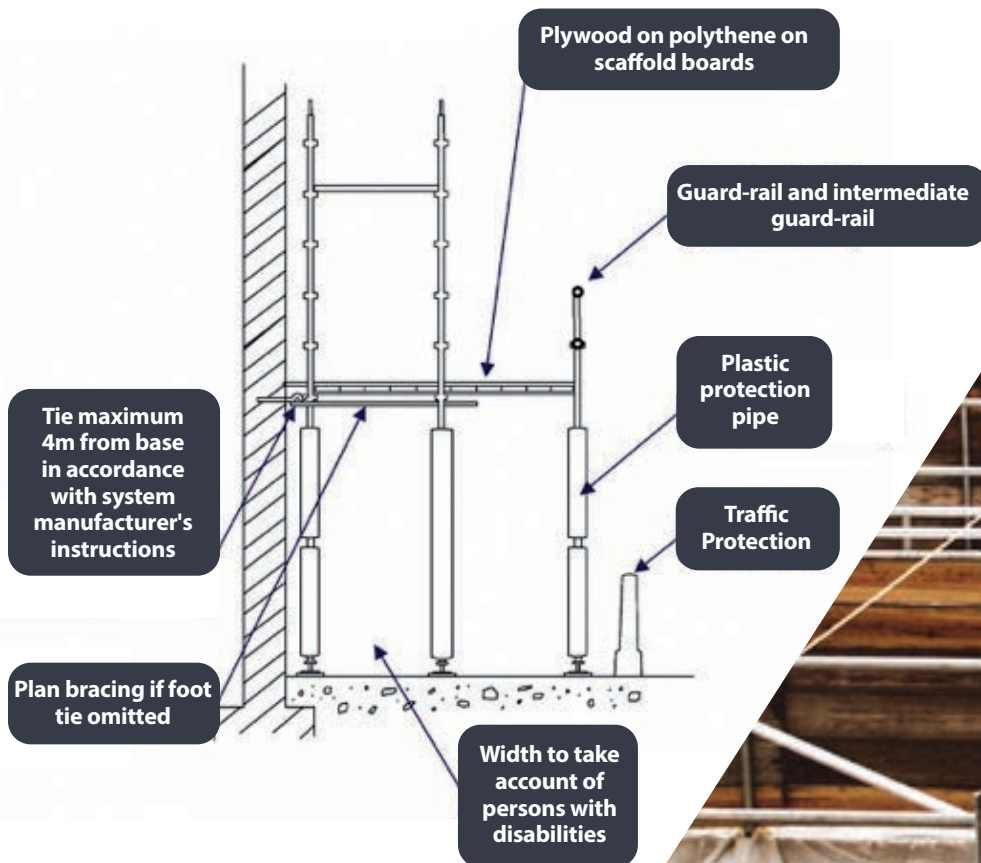 Plywood on polythene on
scaffold boards
Guard-rail and intermediate
guard-rail
Plastic
protection
pipe
Tie maximum
4m from base
in accordance
with system
manufacturer's
instructions
Traffic
Protection
Plan bracing if foot
tie omitted
Width to take
account of
persons with
disabilities